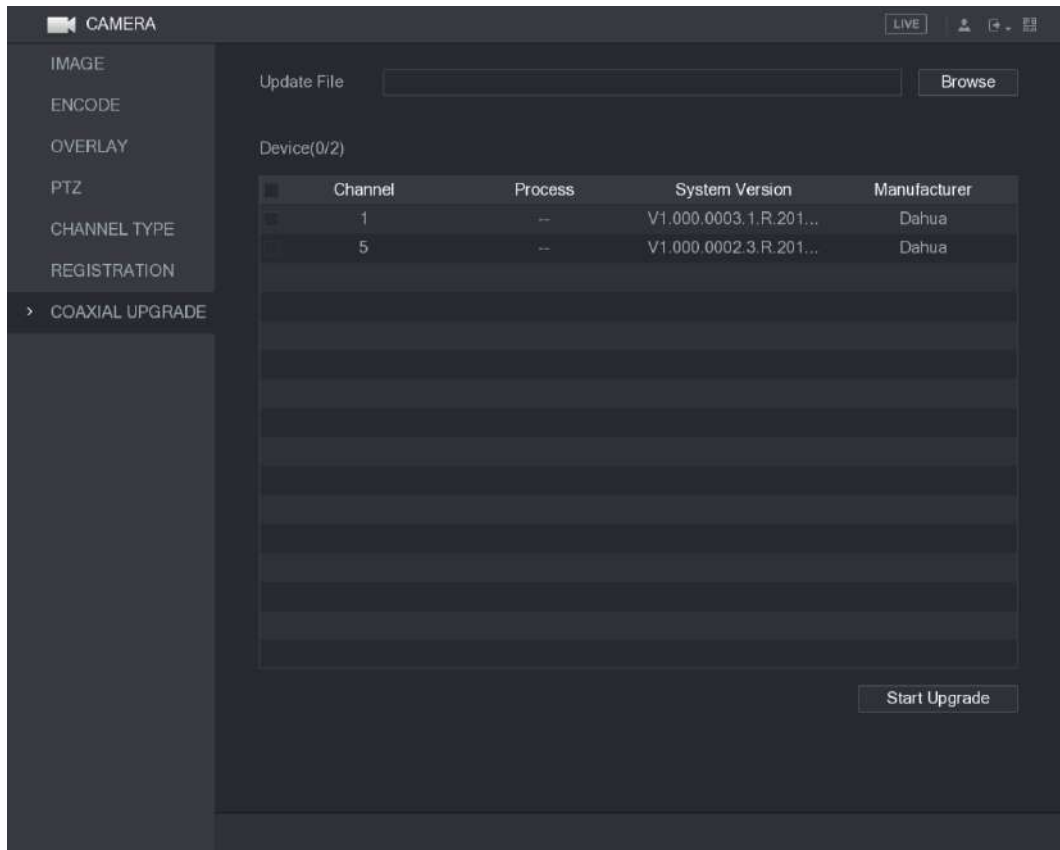 CAMERA
LIVE
IMAGE
ENCODE
OVERLAY
PTZ
CHANNEL TYPE
REGISTRATION
> COAXIAL UPGRADE
Update File
Browse
Device(0/2)
Channel Process System Version Manufacturer
1 -- V1.000.0003.1.R.201... Dahua
5 -- V1.000.0002.3.R.201... Dahua
Start Upgrade